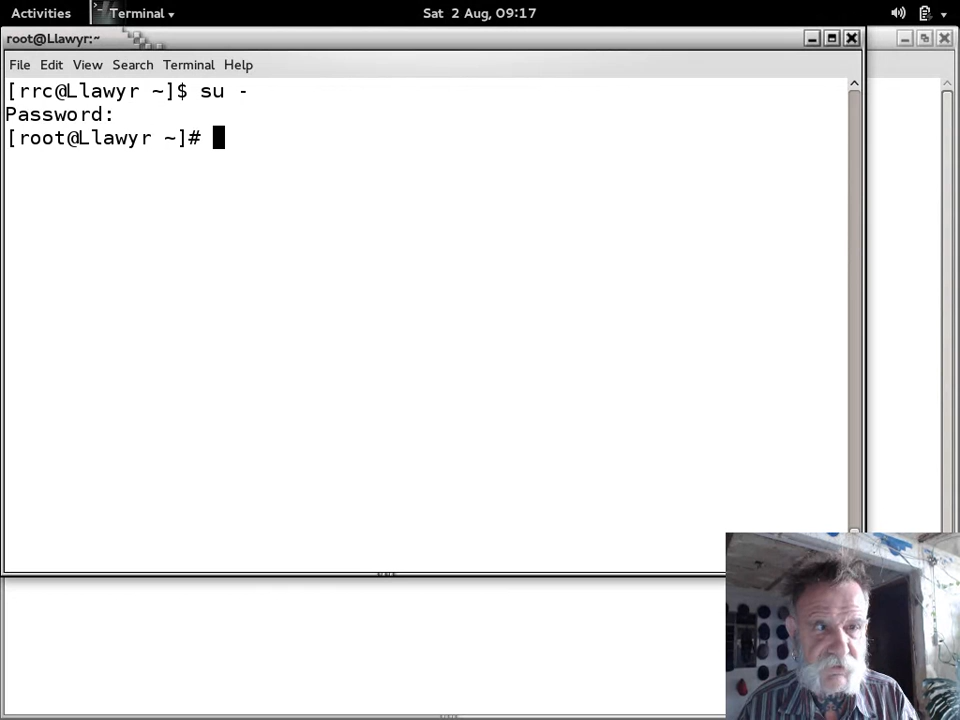 Activities Terminal Sat 2 Aug, 09:17
root@Llawyr:~
File Edit View Search Terminal Help
[rrc@Llawyr ~]$ su -
Password:
[root@Llawyr ~]#